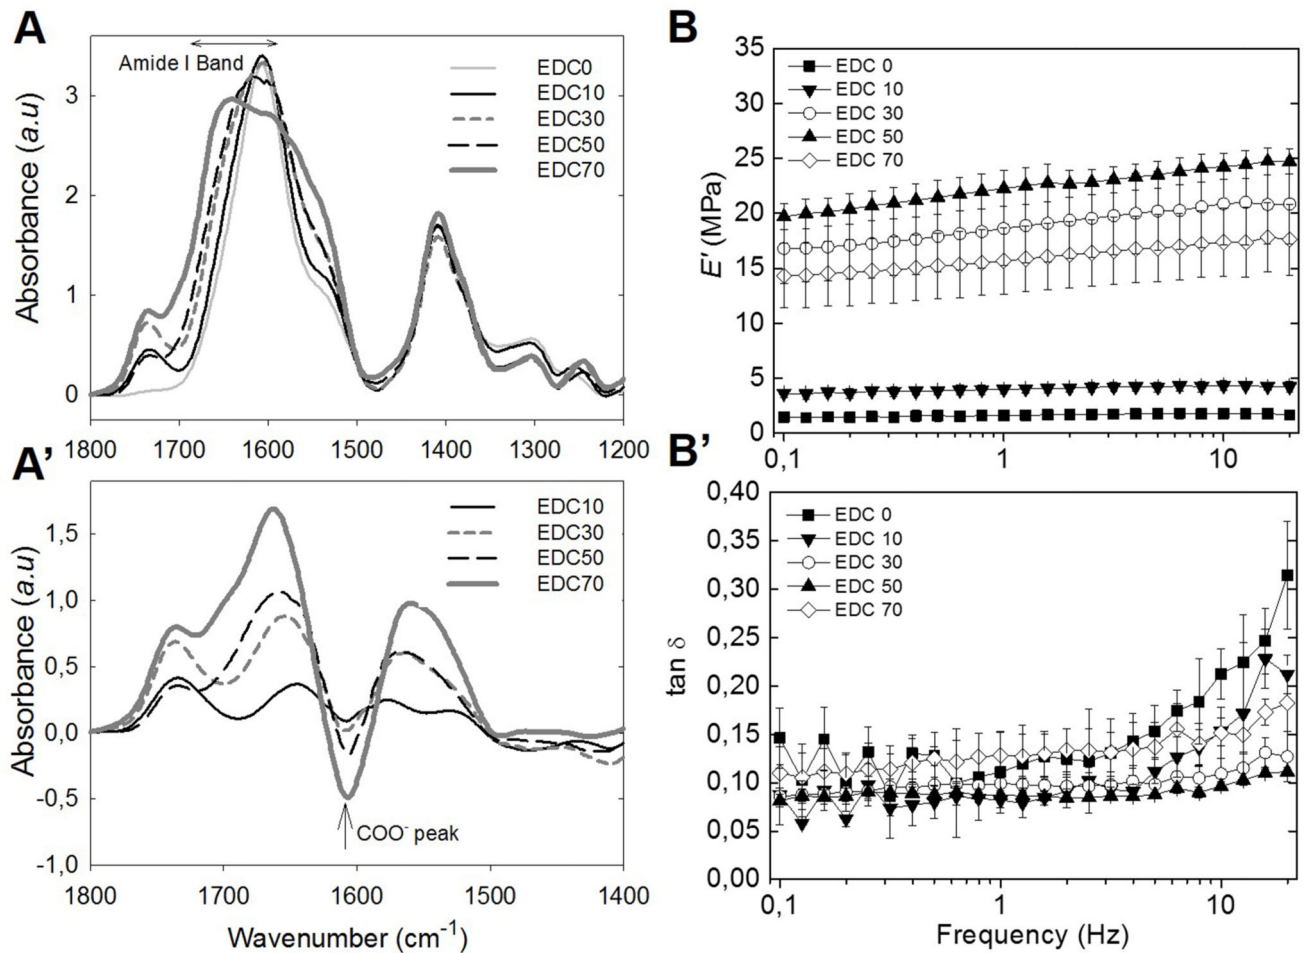 A
Amide I Band
EDC0
EDC10
EDC30
EDC50
EDC70
Absorbance (a.u)
3
2
1
0
1800 1700 1600 1500 1400 1300 1200
B
35
30
25
20
15
10
5
0
E' (MPa)
EDC 0
EDC 10
EDC 30
EDC 50
EDC 70
0,1 1 10
A'
EDC10
EDC30
EDC50
EDC70
Absorbance (a.u)
1,5
1,0
0,5
0,0
-0,5
-1,0
COO⁻ peak
1800 1700 1600 1500 1400
Wavenumber (cm⁻¹)
B'
0,40
0,35
0,30
0,25
0,20
0,15
0,10
0,05
0,00
tan δ
EDC 0
EDC 10
EDC 30
EDC 50
EDC 70
0,1 1 10
Frequency (Hz)